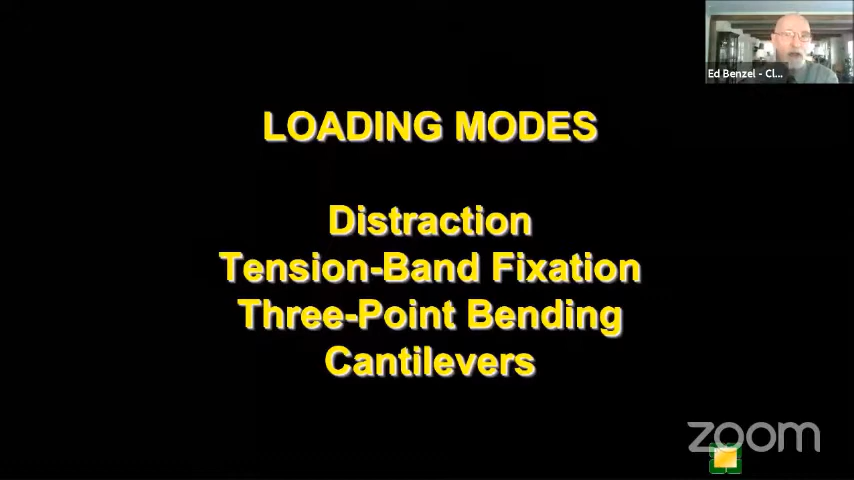 Ed Benzel - Cl...
LOADING MODES
Distraction
Tension-Band Fixation
Three-Point Bending
Cantilevers
zoom